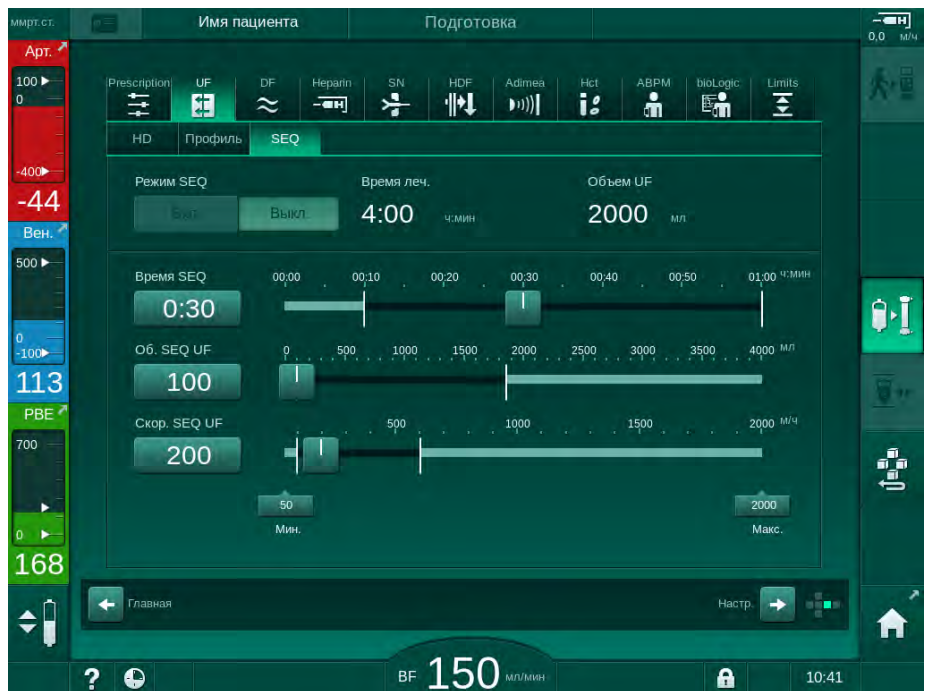 ммрт.ст. Имя пациента Подготовка
0,0 м/ч
Арт.
100
0
-400
-44
Вен.
500
0
-100
113
PBE
700
0
168
Prescription UF DF Heparin SN HDF Adimea Hct ABPM bioLogic Limits
HD Профиль SEQ
Режим SEQ Время леч. Объем UF
Вкл. Выкл. 4:00 ч:мин 2000 мл
Время SEQ 00:00 00:10 00:20 00:30 00:40 00:50 01:00 ч:мин
0:30
Об. SEQ UF 0 500 1000 1500 2000 2500 3000 3500 4000 мл
100
Скор. SEQ UF 500 1000 1500 2000 м/ч
200
50 2000
Мин. Макс.
Главная Настр.
? BF 150 мл/мин 10:41